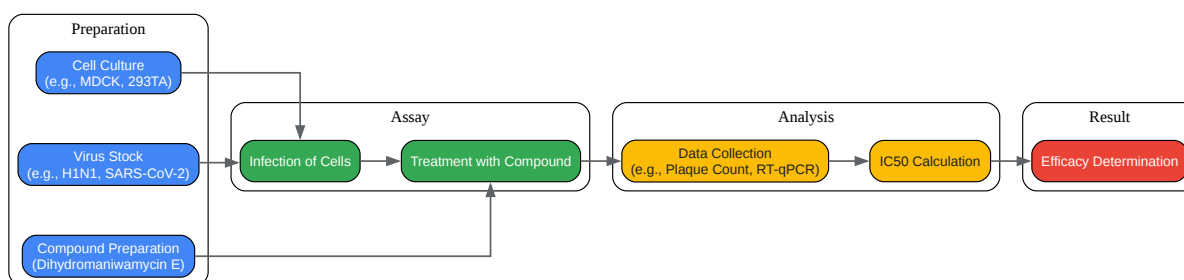 Preparation
Cell Culture
(e.g., MDCK, 293TA)
Virus Stock
(e.g., H1N1, SARS-CoV-2)
Compound Preparation
(Dihydromaniwamycin E)
Assay
Infection of Cells
Treatment with Compound
Analysis
Data Collection
(e.g., Plaque Count, RT-qPCR)
IC50 Calculation
Result
Efficacy Determination